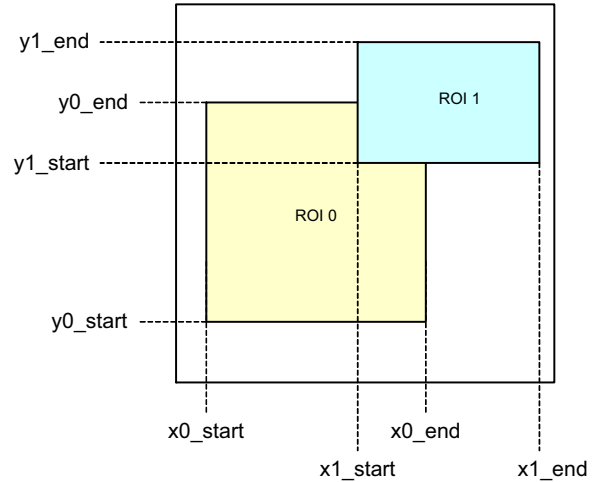 y1_end
y0_end
ROI 1
y1_start
ROI 0
y0_start
x0_start
x0_end
x1_start
x1_end